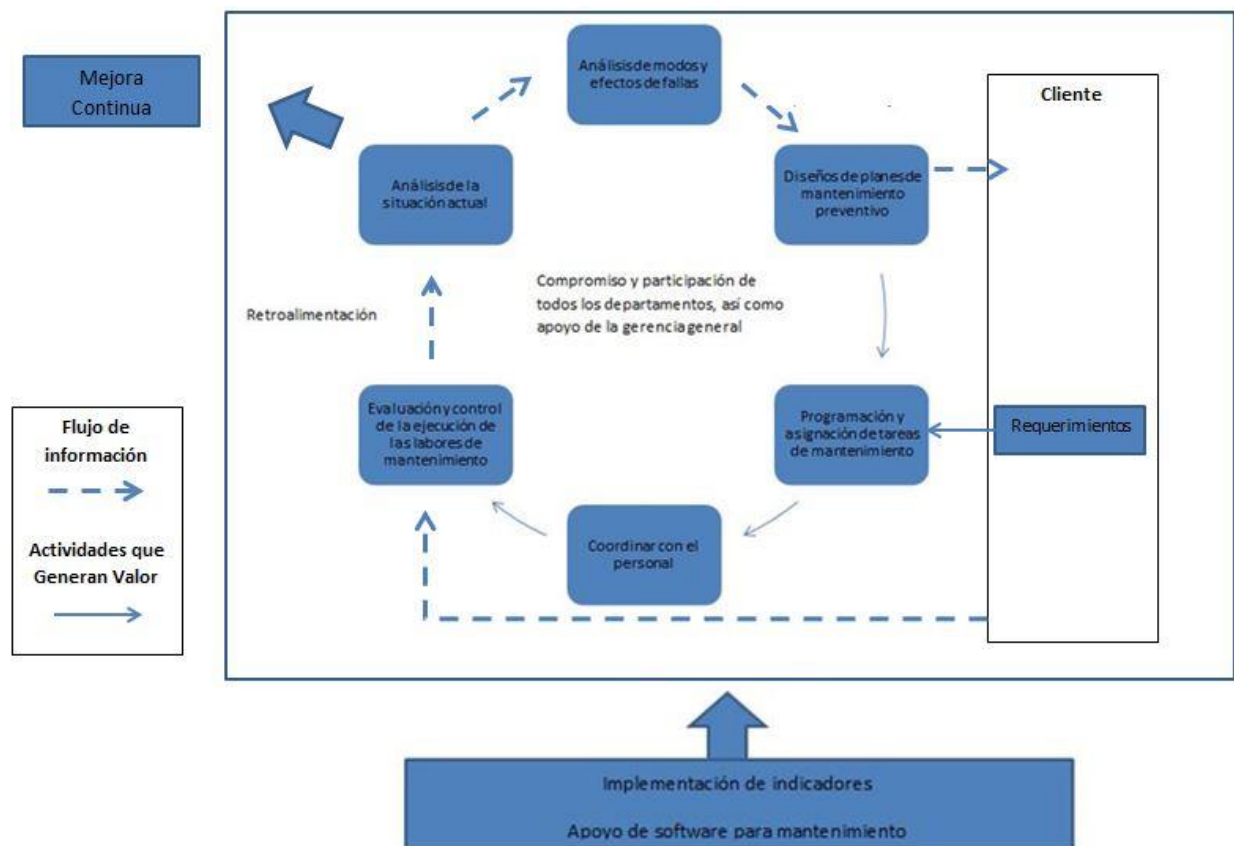 Mejora
Continua
Análisis de modos y
efectos de fallas
Cliente
Análisis de la
situación actual
Diseños de planes de
mantenimiento
preventivo
Retroalimentación
Compromiso y participación de
todos los departamentos, así como
apoyo de la gerencia general
Flujo de
información
Actividades que
Generan Valor
Evaluación y control
de la ejecución de
las labores de
mantenimiento
Programación y
asignación de tareas
de mantenimiento
Requerimientos
Coordinar con el
personal
Implementación de indicadores
Apoyo de software para mantenimiento